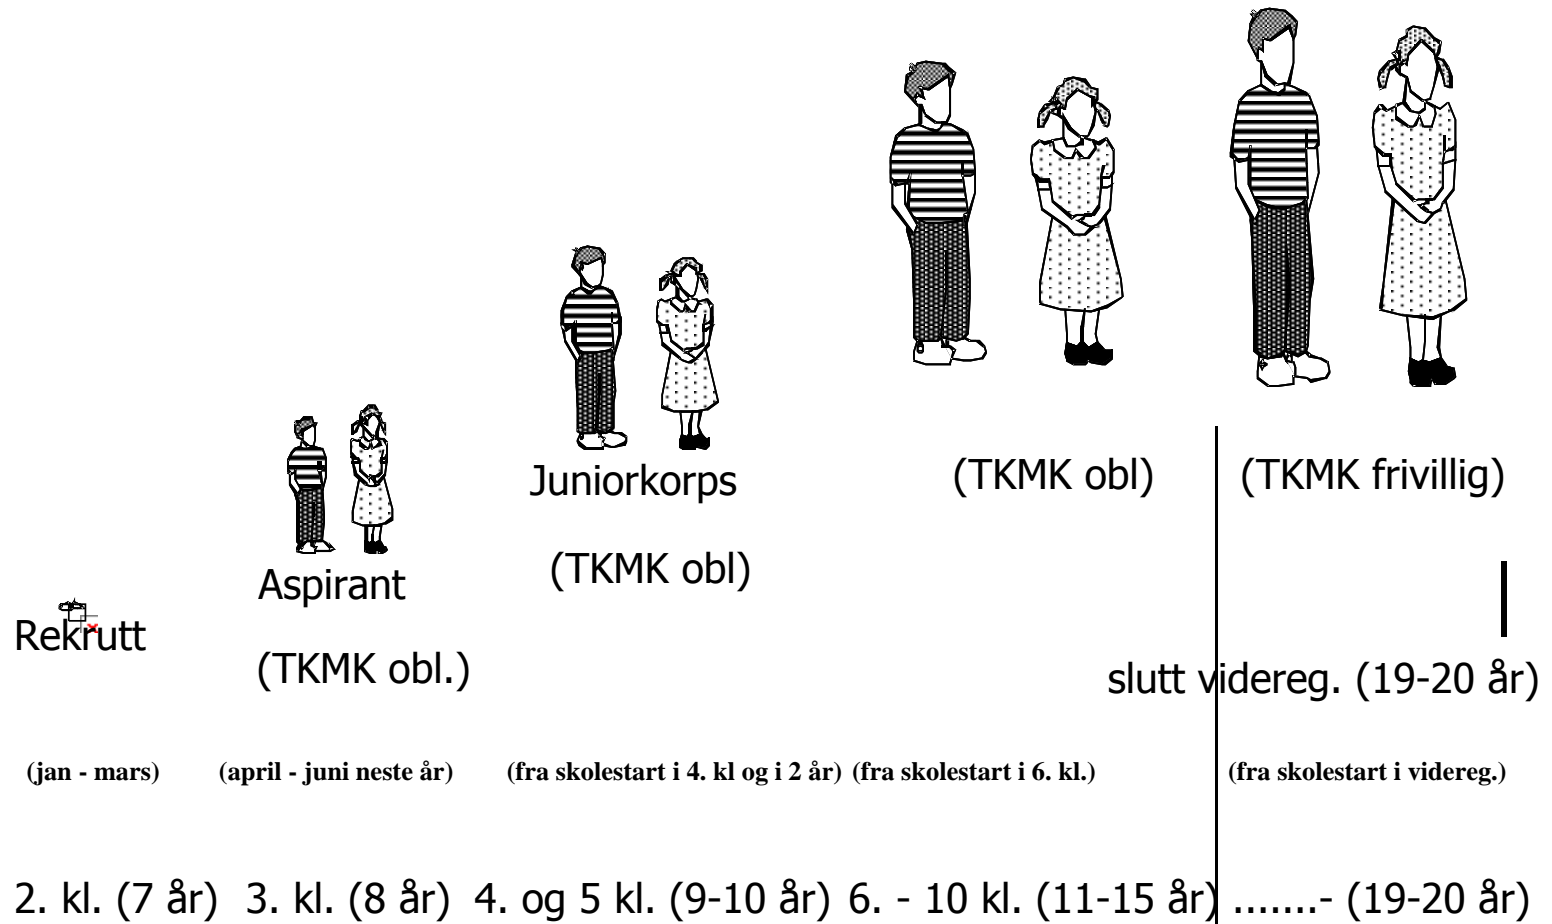 (TKMK obl)
(TKMK frivillig)
Juniorkorps
(TKMK obl)
Aspirant
(TKMK obl.)
Rekrutt
slutt videreg. (19-20 år)
(jan - mars)
(april - juni neste år)
(fra skolestart i 4. kl og i 2 år)
(fra skolestart i 6. kl.)
(fra skolestart i videreg.)
2. kl. (7 år)
3. kl. (8 år)
4. og 5 kl. (9-10 år)
6. - 10 kl. (11-15 år)
.......- (19-20 år)